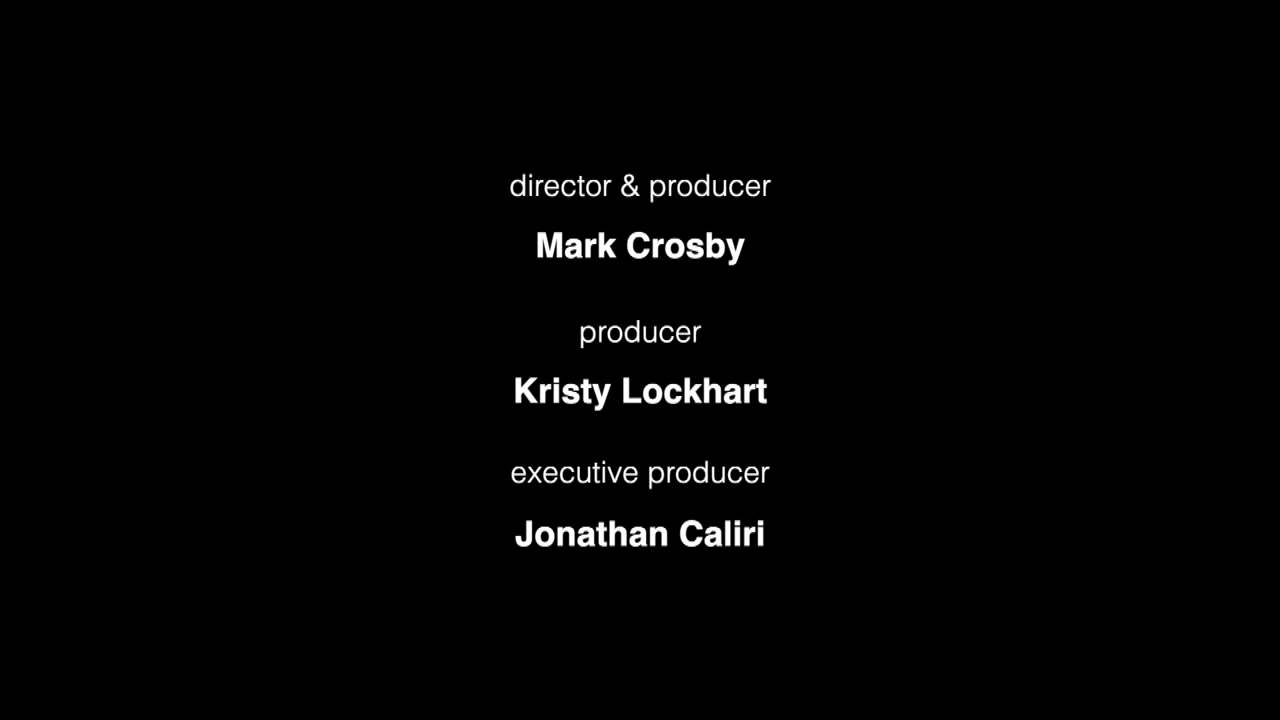 director & producer
Mark Crosby
producer
Kristy Lockhart
executive producer
Jonathan Caliri